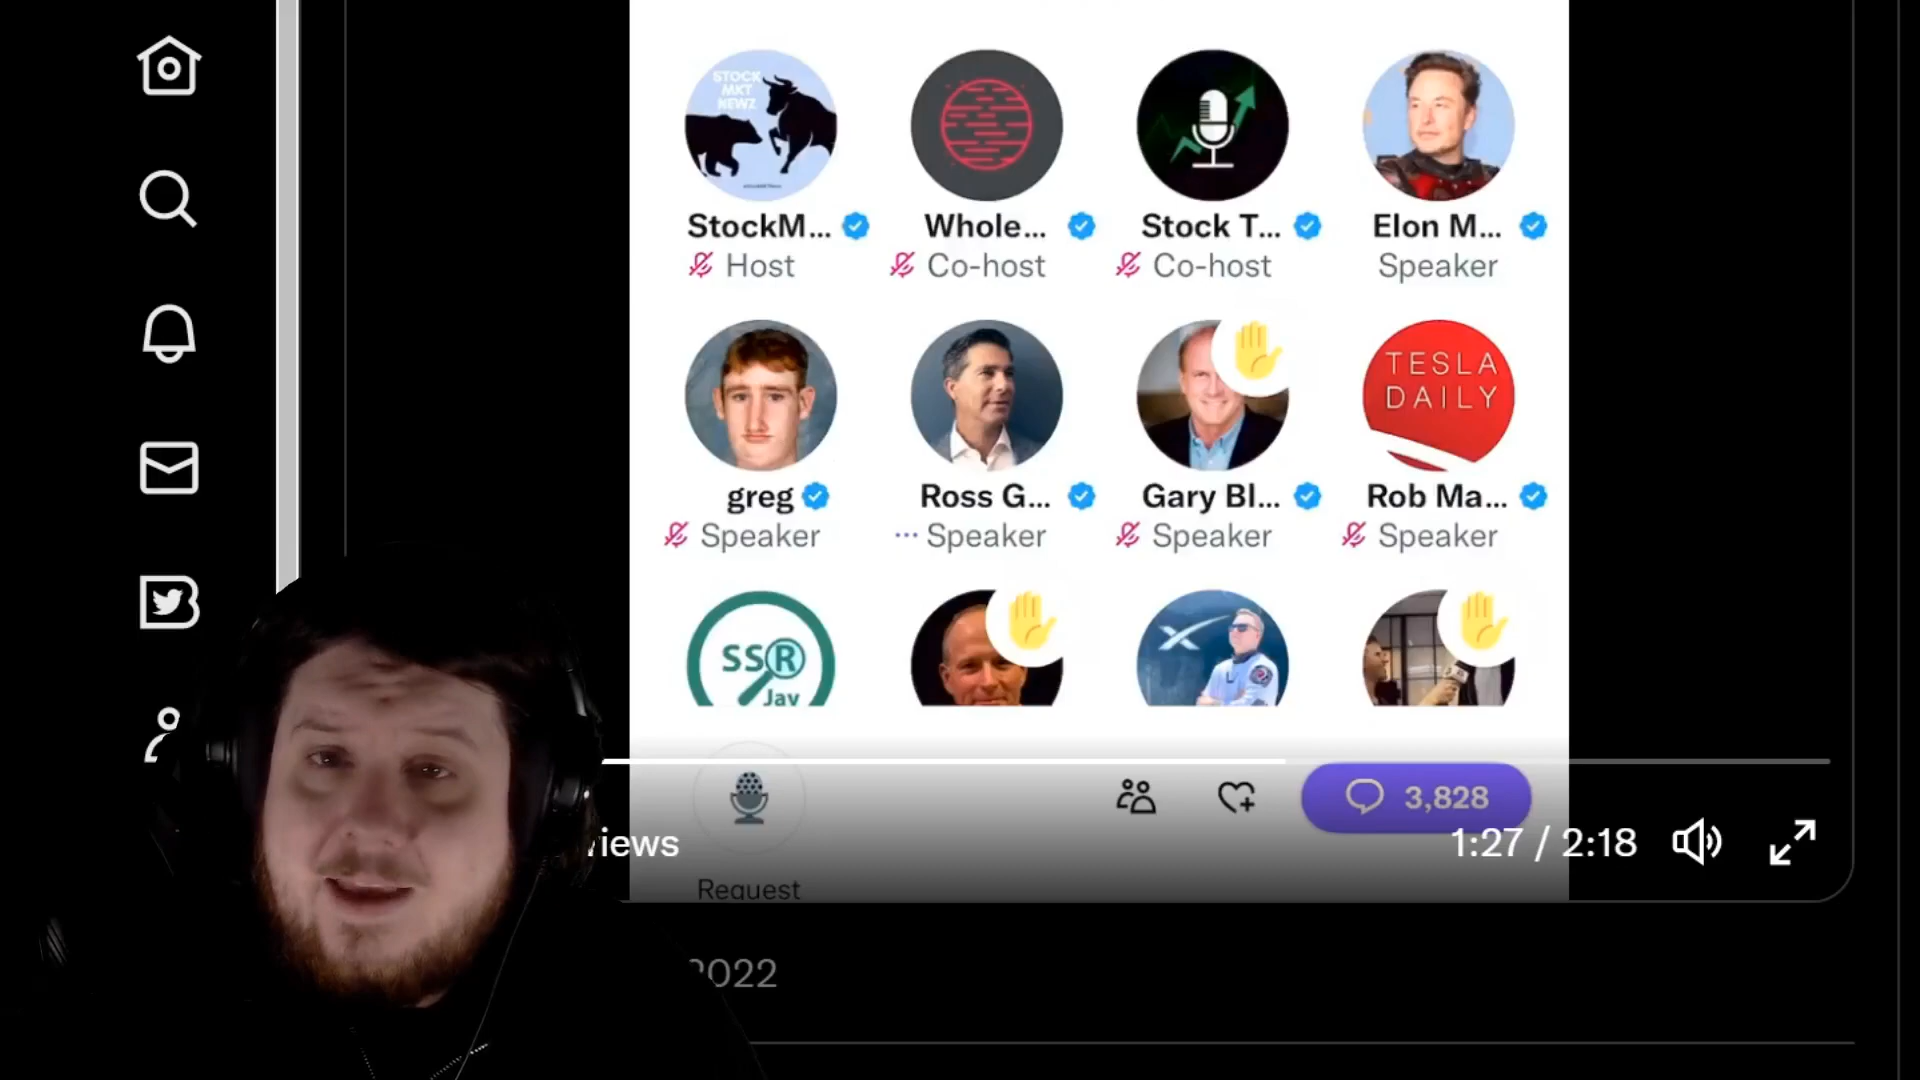 STOCK
MKT
NEWZ
StockM...
Whole...
Stock T...
Elon M...
Host
Co-host
Co-host
Speaker
TESLA
DAILY
greg
Ross G...
Gary Bl...
Rob Ma...
Speaker
Speaker
Speaker
Speaker
SSR
Jay
3,828
iews
1:27 / 2:18
Request
2022